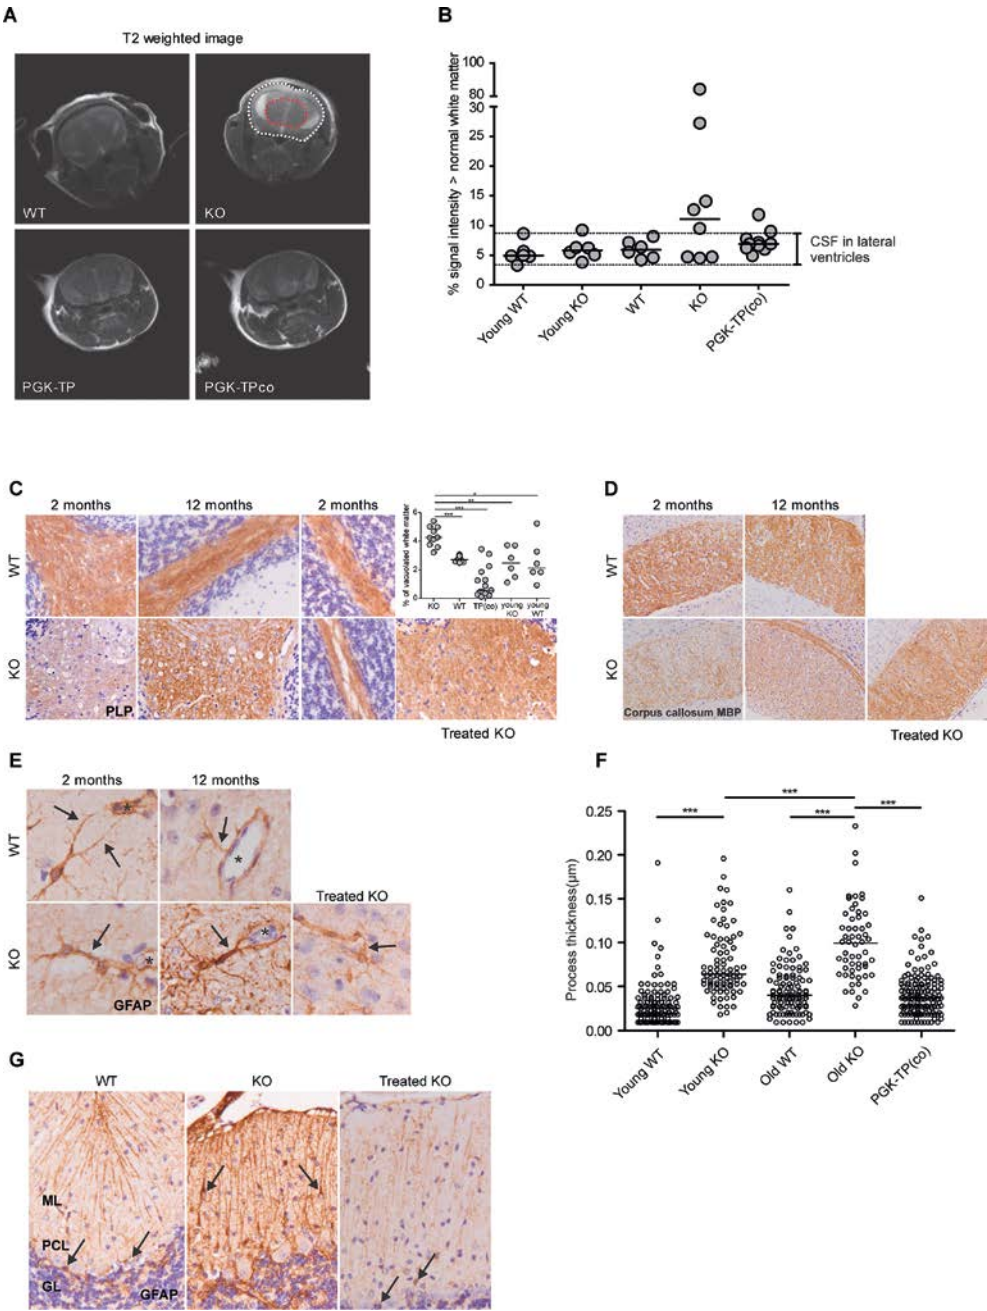 A
T2 weighted image
WT
KO
PGK-TP
PGK-TPco
B
% signal intensity > normal white matter
100
80
30
25
20
15
10
5
0
CSF in lateral
ventricles
Young WT
Young KO
WT
KO
PGK-TP(co)
C
2 months
12 months
2 months
WT
KO
PLP
Treated KO
% of vacuolated white matter
6
4
2
0
*
**
***
***
KO
WT
TP(co)
young
KO
young
WT
D
2 months
12 months
WT
KO
Corpus callosum MBP
Treated KO
E
2 months
12 months
WT
*
*
Treated KO
KO
*
*
GFAP
F
Process thickness(μm)
0.25
0.20
0.15
0.10
0.05
0.00
***
***
***
***
Young WT
Young KO
Old WT
Old KO
PGK-TP(co)
G
WT
KO
Treated KO
ML
PCL
GL
GFAP